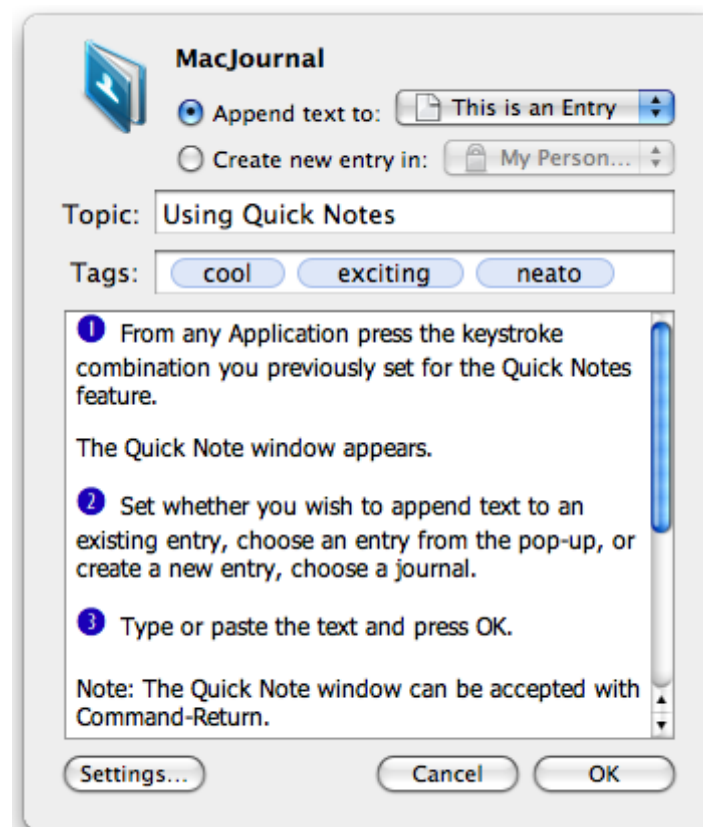 MacJournal
Append text to: This is an Entry
Create new entry in: My Person...
Topic: Using Quick Notes
Tags: cool exciting neato
1 From any Application press the keystroke
combination you previously set for the Quick Notes
feature.
The Quick Note window appears.
2 Set whether you wish to append text to an
existing entry, choose an entry from the pop-up, or
create a new entry, choose a journal.
3 Type or paste the text and press OK.
Note: The Quick Note window can be accepted with
Command-Return.
Settings... Cancel OK